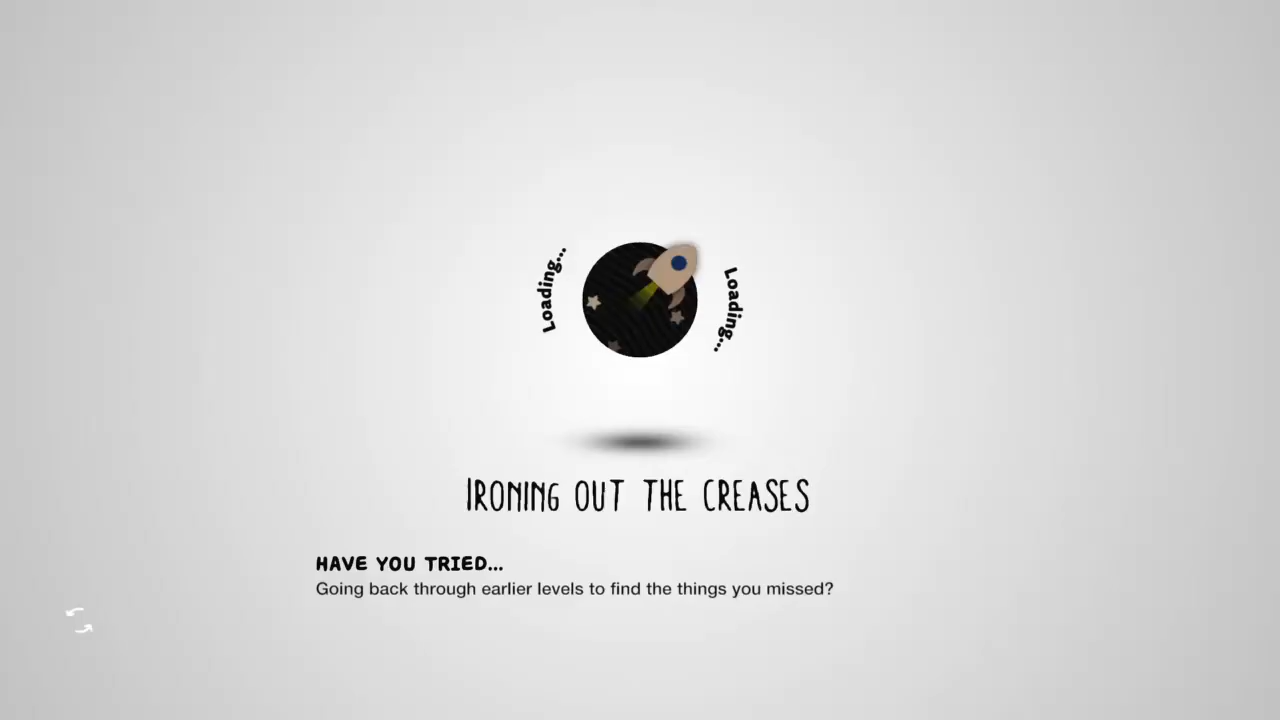 Loading...
Loading...
Ironing out the creases
HAVE YOU TRIED...
Going back through earlier levels to find the things you missed?